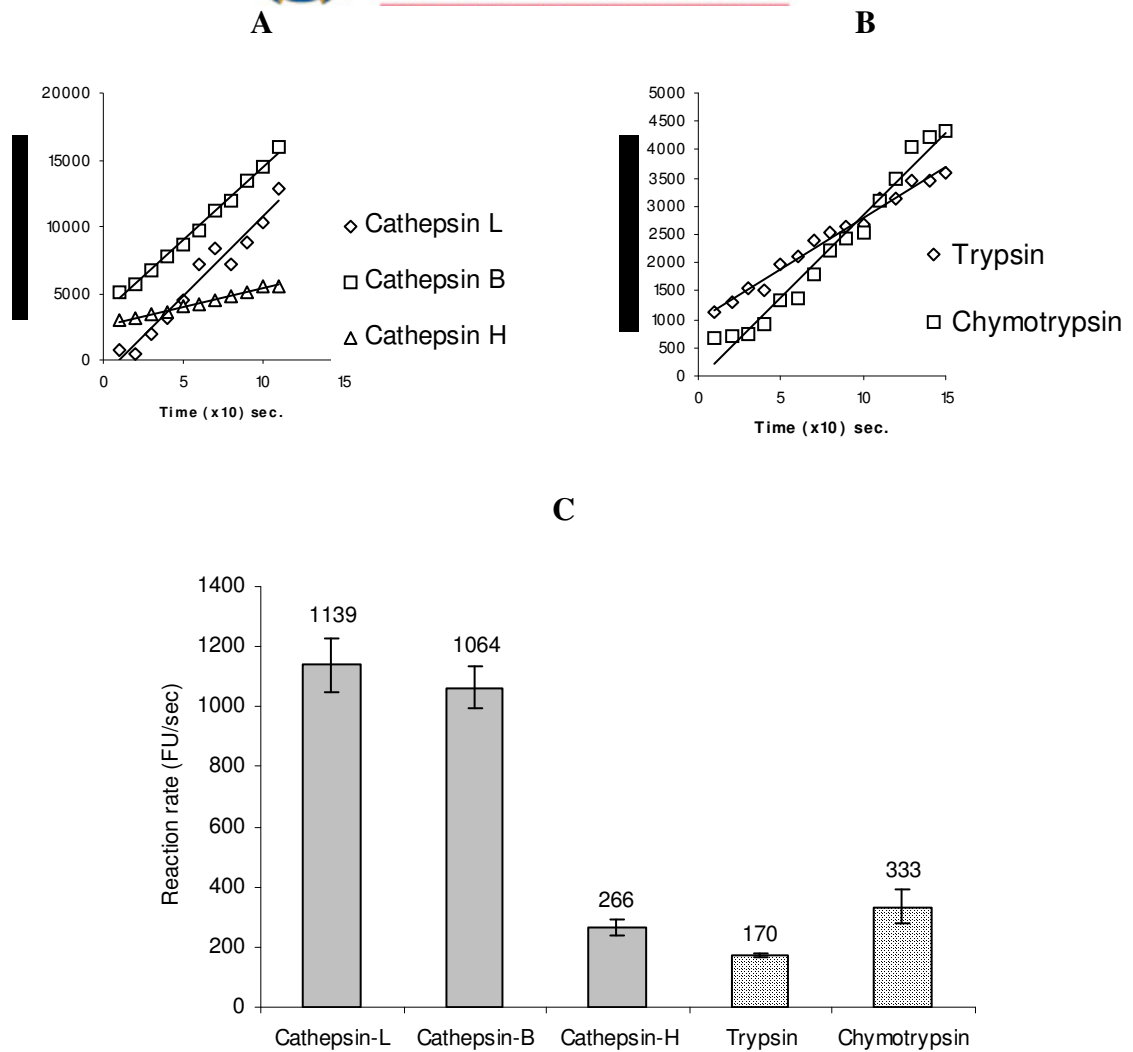 A
B
20000
15000
10000
5000
0
0 5 10 15
Time (x10) sec.
Cathepsin L
Cathepsin B
Cathepsin H
5000
4500
4000
3500
3000
2500
2000
1500
1000
500
0
0 5 10 15
Time (x10) sec.
Trypsin
Chymotrypsin
C
Reaction rate (FU/sec)
1400
1200
1000
800
600
400
200
0
1139
1064
266
170
333
Cathepsin-L Cathepsin-B Cathepsin-H Trypsin Chymotrypsin